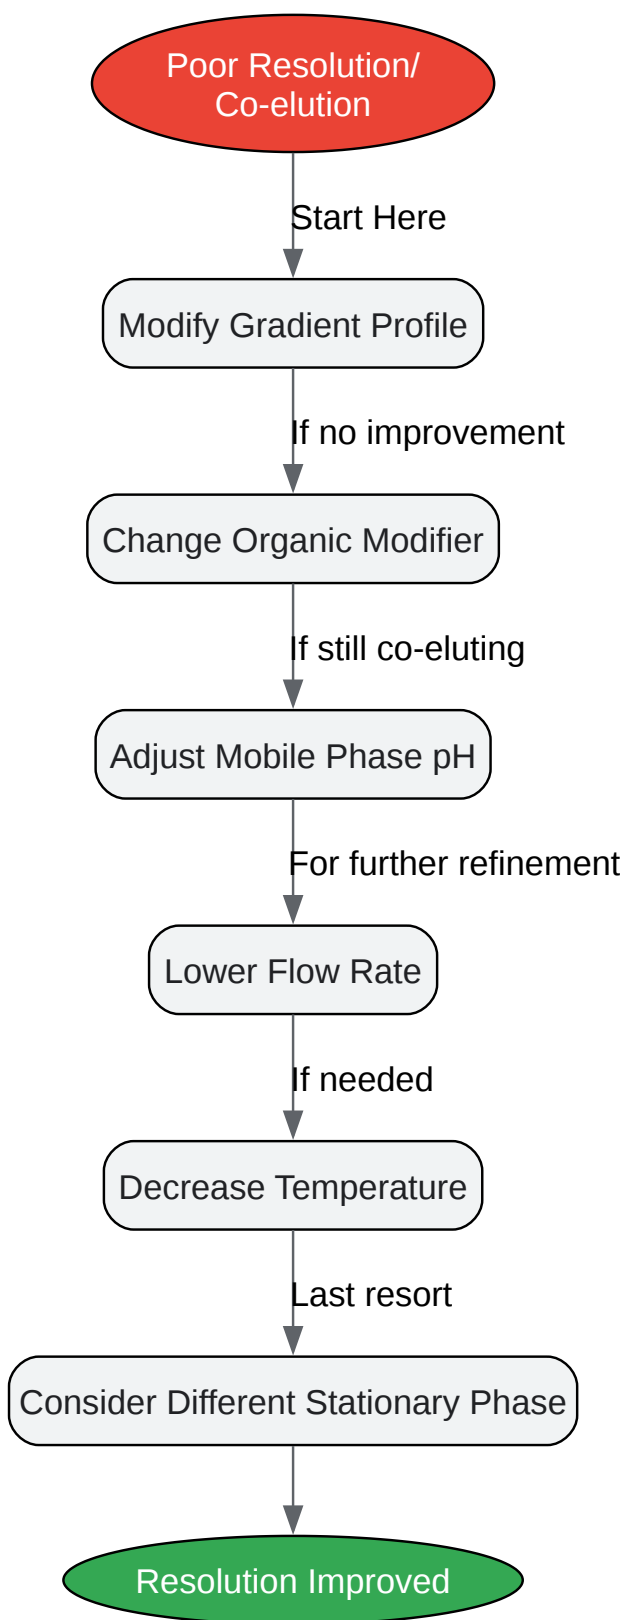 Poor Resolution/
Co-elution
Start Here
Modify Gradient Profile
If no improvement
Change Organic Modifier
If still co-eluting
Adjust Mobile Phase pH
For further refinement
Lower Flow Rate
If needed
Decrease Temperature
Last resort
Consider Different Stationary Phase
Resolution Improved